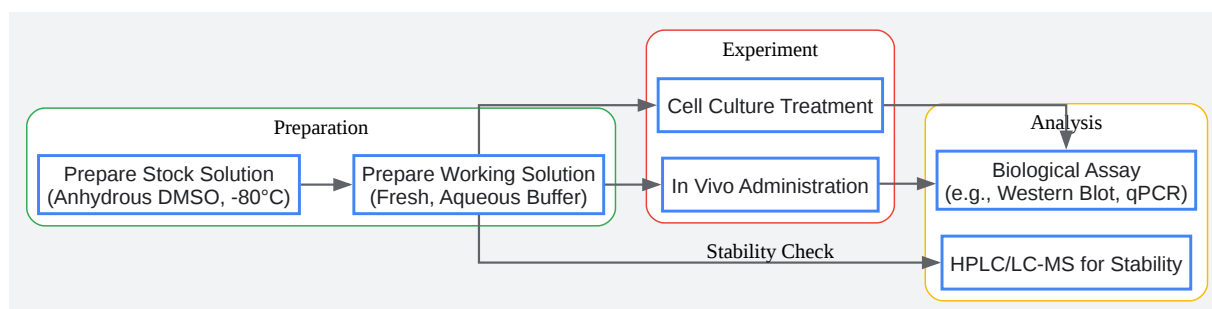 Preparation
Prepare Stock Solution
(Anhydrous DMSO, -80°C)
Prepare Working Solution
(Fresh, Aqueous Buffer)
Experiment
Cell Culture Treatment
In Vivo Administration
Stability Check
Analysis
Biological Assay
(e.g., Western Blot, qPCR)
HPLC/LC-MS for Stability